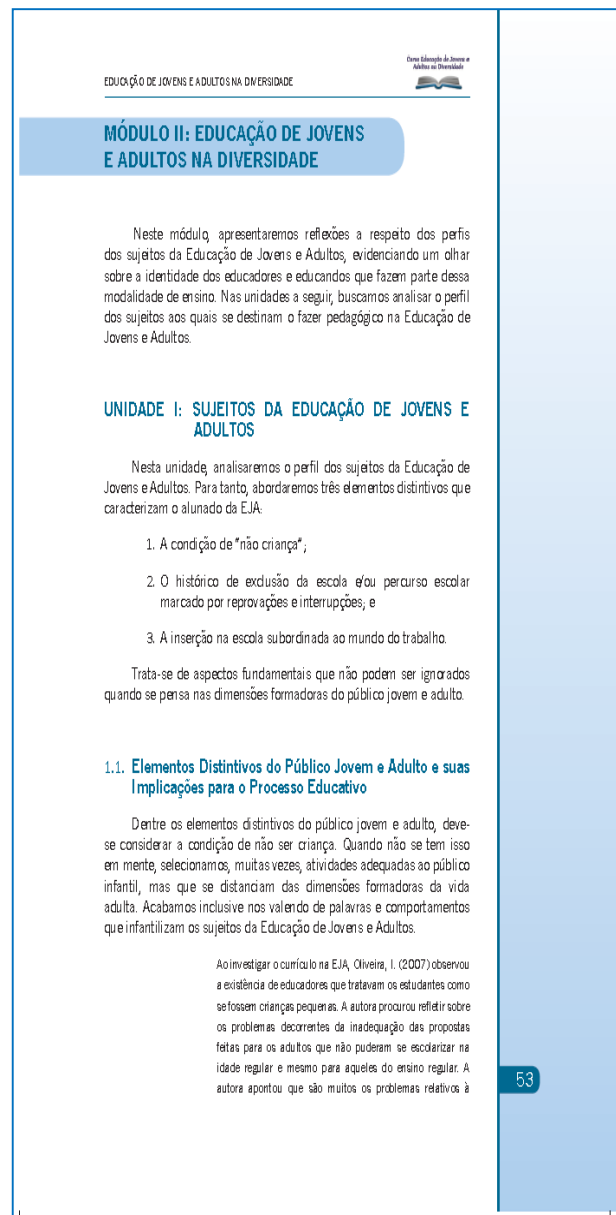 Curso Educação de Jovens e
Adultos na Diversidade
EDUCAÇÃO DE JOVENS E ADULTOS NA DIVERSIDADE
MÓDULO II: EDUCAÇÃO DE JOVENS
E ADULTOS NA DIVERSIDADE
Neste módulo, apresentaremos reflexões a respeito dos perfis
dos sujeitos da Educação de Jovens e Adultos, evidenciando um olhar
sobre a identidade dos educadores e educandos que fazem parte dessa
modalidade de ensino. Nas unidades a seguir, buscamos analisar o perfil
dos sujeitos aos quais se destinam o fazer pedagógico na Educação de
Jovens e Adultos.
UNIDADE I: SUJEITOS DA EDUCAÇÃO DE JOVENS E
ADULTOS
Nesta unidade, analisaremos o perfil dos sujeitos da Educação de
Jovens e Adultos. Para tanto, abordaremos três elementos distintivos que
caracterizam o alunado da EJA:
1. A condição de "não criança";
2. O histórico de exclusão da escola e/ou percurso escolar
marcado por reprovações e interrupções; e
3. A inserção na escola subordinada ao mundo do trabalho.
Trata-se de aspectos fundamentais que não podem ser ignorados
quando se pensa nas dimensões formadoras do público jovem e adulto.
1.1. Elementos Distintivos do Público Jovem e Adulto e suas
Implicações para o Processo Educativo
Dentre os elementos distintivos do público jovem e adulto, deve-
se considerar a condição de não ser criança. Quando não se tem isso
em mente, selecionamos, muitas vezes, atividades adequadas ao público
infantil, mas que se distanciam das dimensões formadoras da vida
adulta. Acabamos inclusive nos valendo de palavras e comportamentos
que infantilizam os sujeitos da Educação de Jovens e Adultos.
Ao investigar o currículo na EJA, Oliveira, I. (2007) observou
a existência de educadores que tratavam os estudantes como
se fossem crianças pequenas. A autora procurou refletir sobre
os problemas decorrentes da inadequação das propostas
feitas para os adultos que não puderam se escolarizar na
idade regular e mesmo para aqueles do ensino regular. A
autora apontou que são muitos os problemas relativos à
53